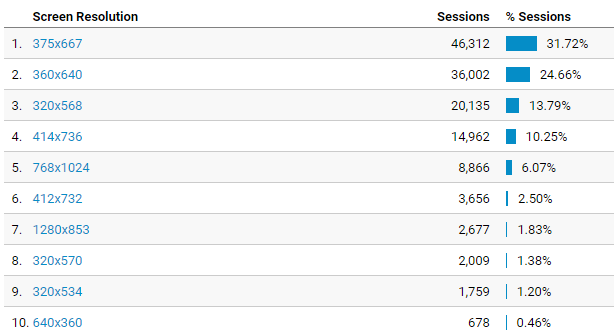 Screen Resolution Sessions % Sessions
1. 375x667 46,312 31.72%
2. 360x640 36,002 24.66%
3. 320x568 20,135 13.79%
4. 414x736 14,962 10.25%
5. 768x1024 8,866 6.07%
6. 412x732 3,656 2.50%
7. 1280x853 2,677 1.83%
8. 320x570 2,009 1.38%
9. 320x534 1,759 1.20%
10. 640x360 678 0.46%